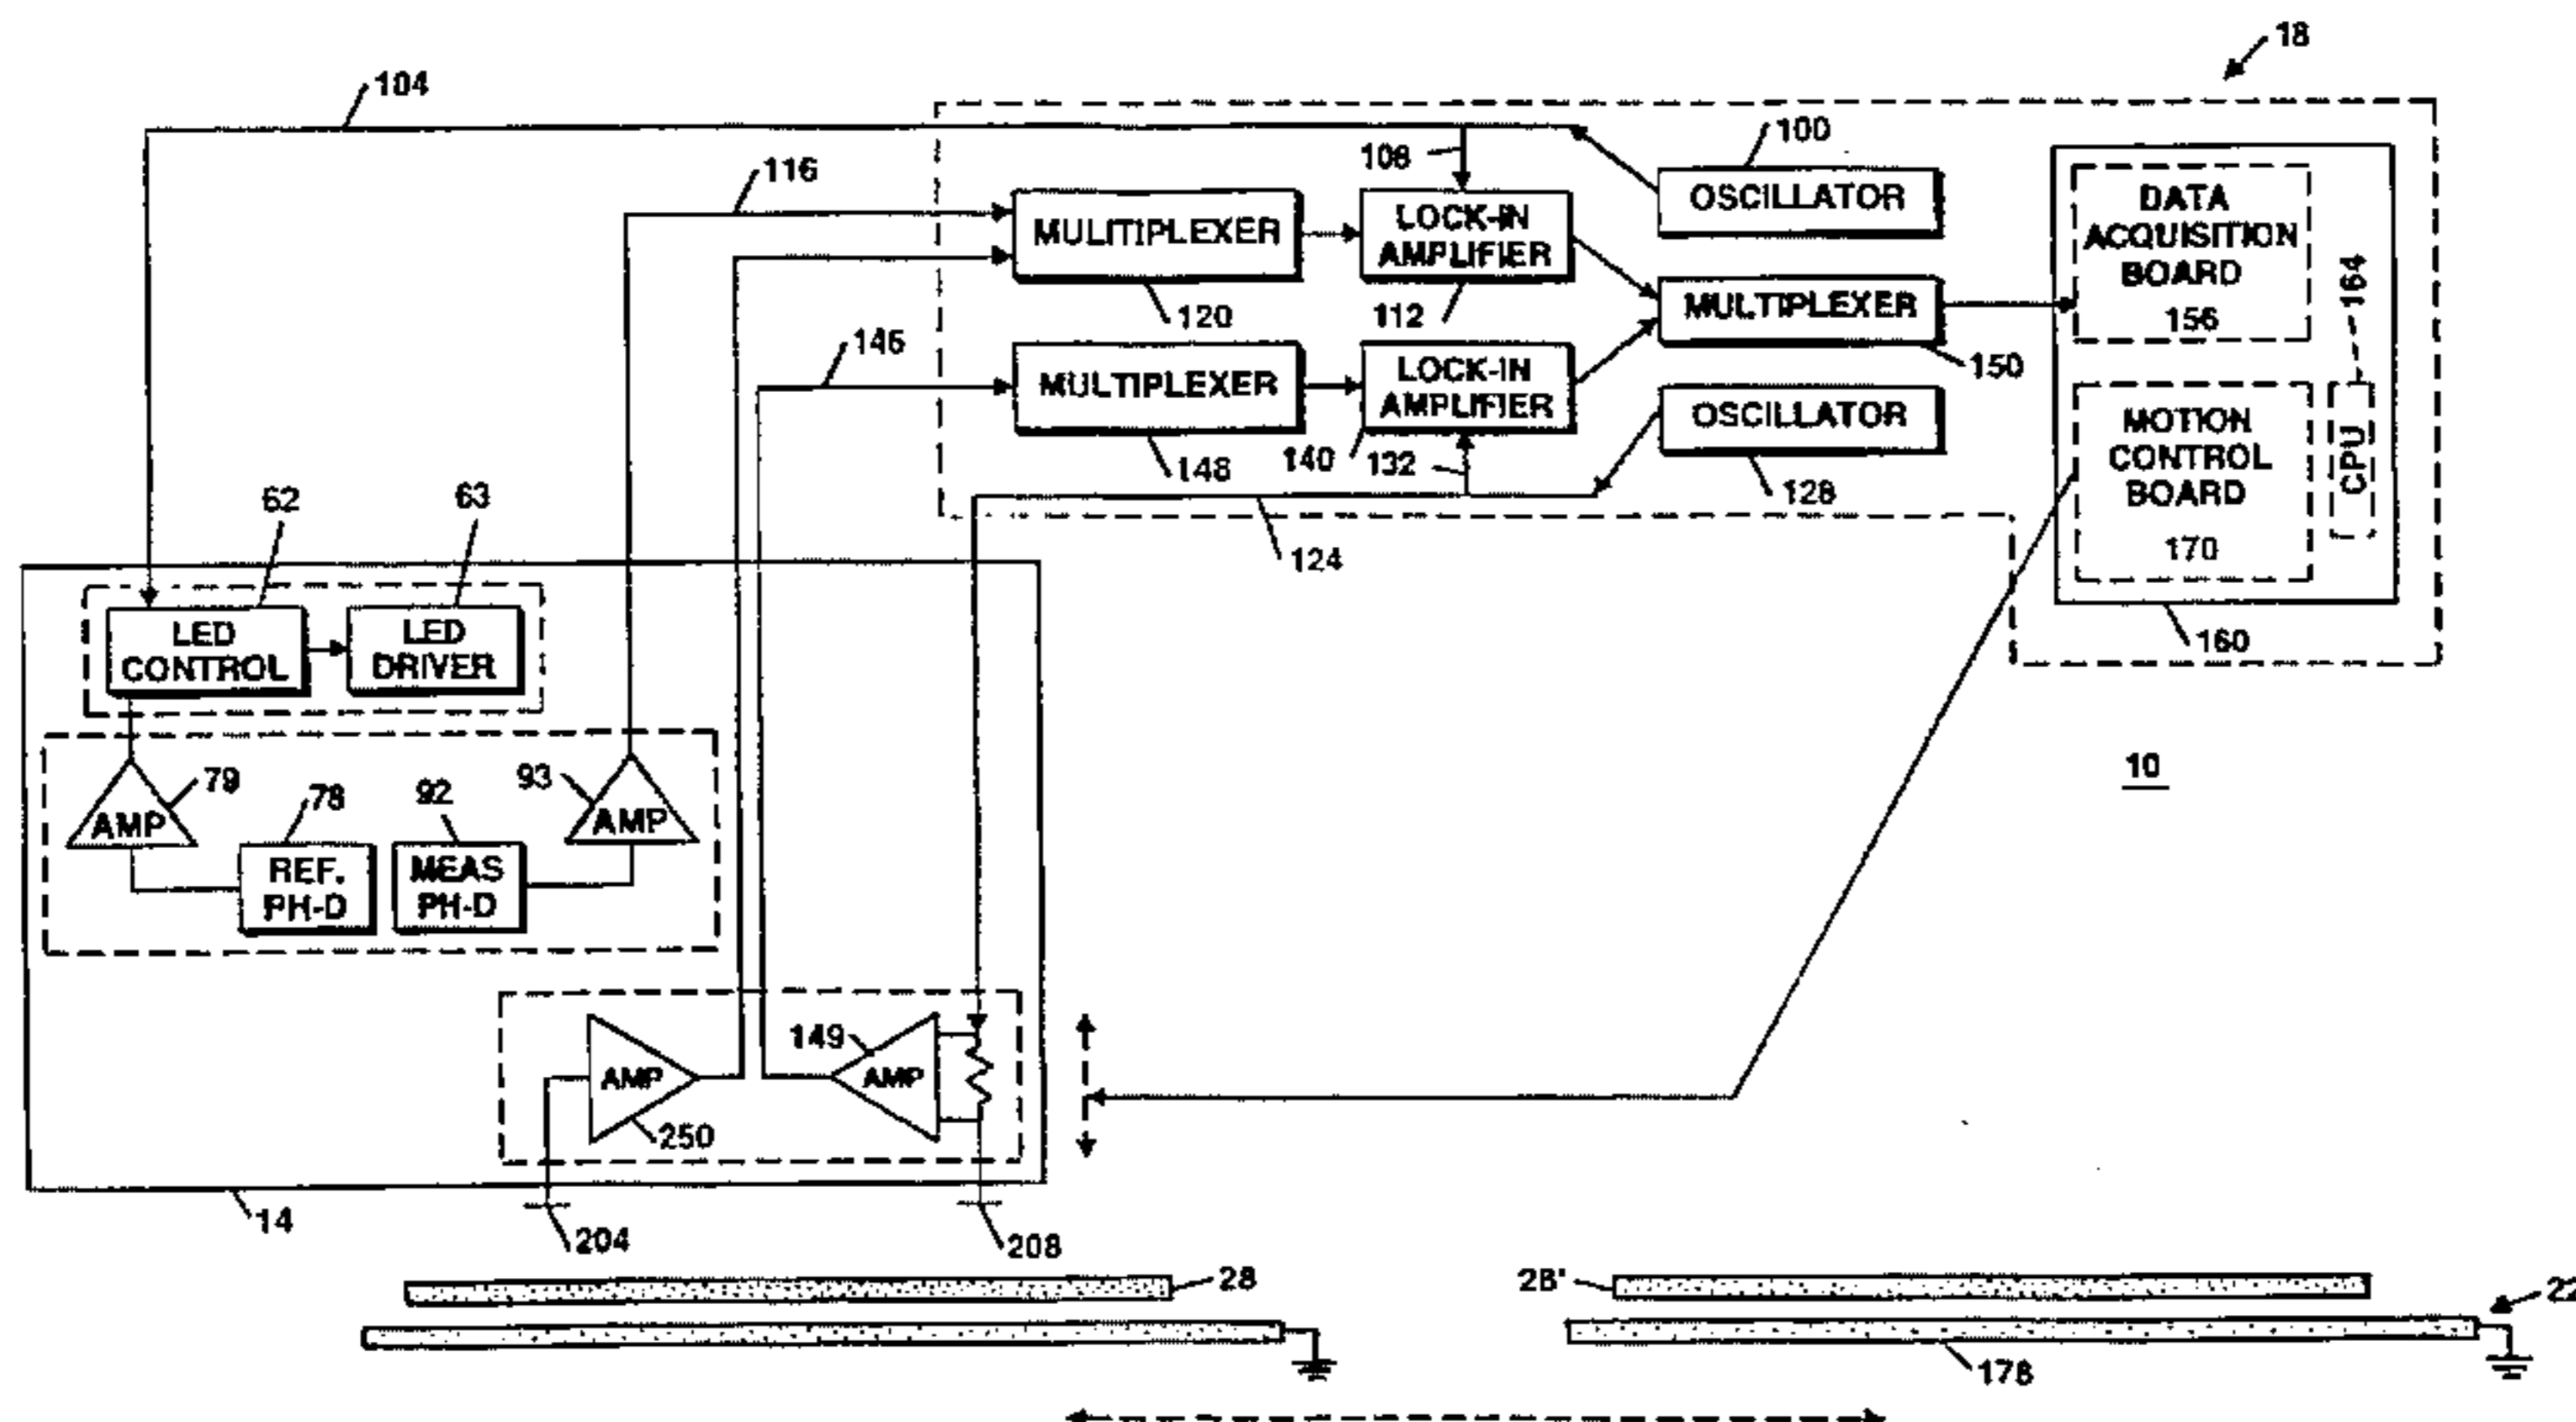 18
104
100
108
116
OSCILLATOR
MULITIPLEXER
LOCK-IN
AMPLIFIER
DATA
ACQUISITION
BOARD
156
164
120
112
MULTIPLEXER
150
146
MULTIPLEXER
LOCK-IN
AMPLIFIER
OSCILLATOR
148
140
132
128
MOTION
CONTROL
BOARD
170
CPU
124
160
62
63
LED
CONTROL
LED
DRIVER
10
79
AMP
78
REF.
PH-D
92
MEAS
PH-D
93
AMP
149
AMP
AMP
250
14
204
208
28
28'
22
178